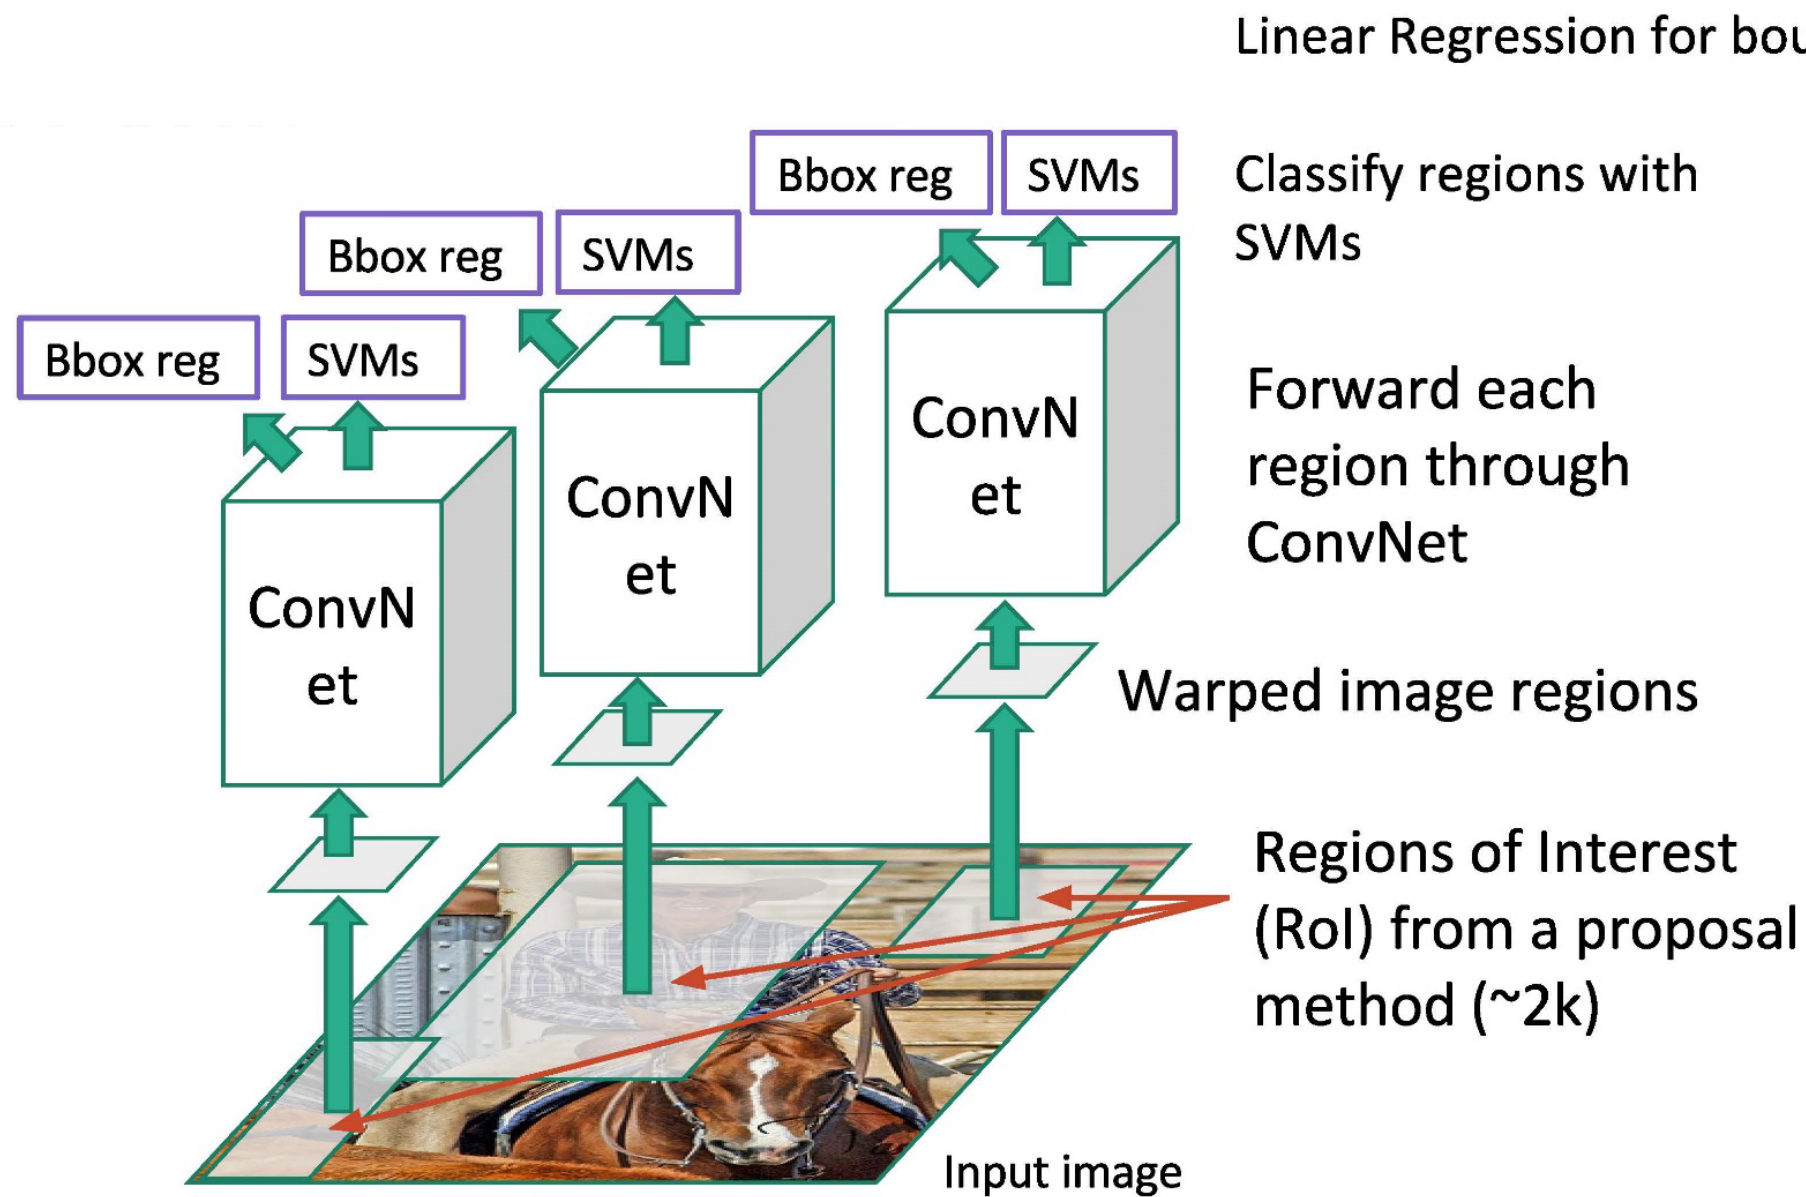 Linear Regression for bou
Bbox reg
SVMs
Classify regions with
SVMs
Bbox reg
SVMs
Bbox reg
SVMs
ConvN
et
Forward each
region through
ConvNet
ConvN
et
ConvN
et
Warped image regions
Regions of Interest
(RoI) from a proposal
method (~2k)
Input image